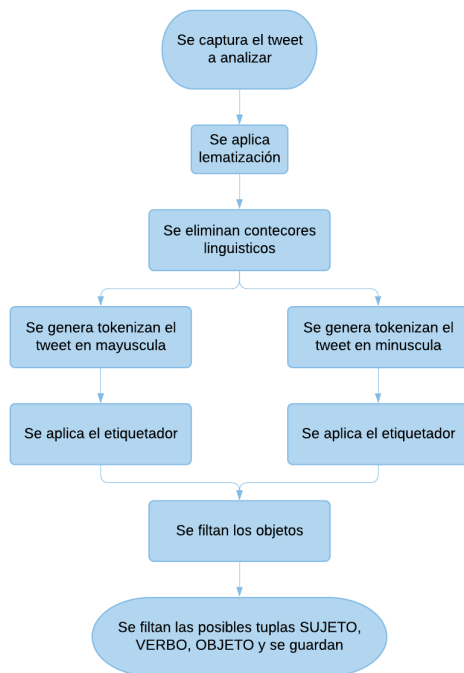 Se captura el tweet
a analizar
Se aplica
lematización
Se eliminan contecores
linguisticos
Se genera tokenizan el
tweet en mayuscula
Se genera tokenizan el
tweet en minuscula
Se aplica el etiquetador
Se aplica el etiquetador
Se filtan los objetos
Se filtan las posibles tuplas SUJETO,
VERBO, OBJETO y se guardan